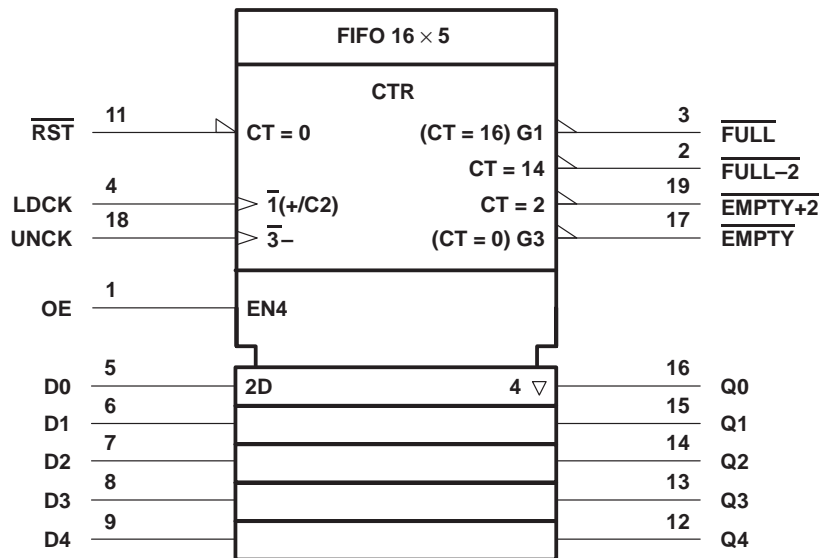 FIFO 16 × 5
CTR
RST 11 CT = 0 (CT = 16) G1 3 FULL
CT = 14 2 FULL–2
LDCK 4 1(+/C2) CT = 2 19 EMPTY+2
UNCK 18 3– (CT = 0) G3 17 EMPTY
OE 1 EN4
D0 5 2D 4 ▽ 16 Q0
D1 6 15 Q1
D2 7 14 Q2
D3 8 13 Q3
D4 9 12 Q4